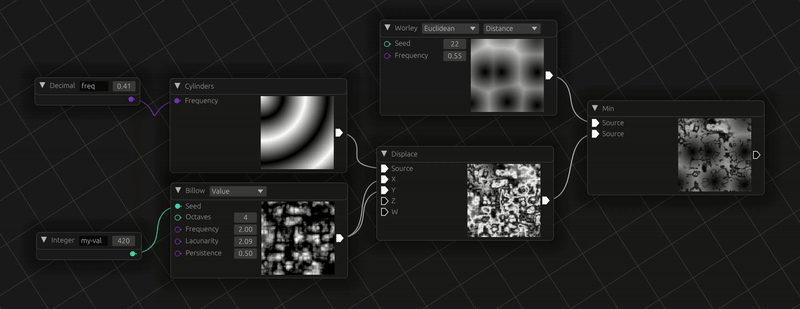 Decimal freq 0.41
Cylinders
Frequency
Worley Euclidean Distance
Seed 22
Frequency 0.55
Displace
Source
X
Y
Z
W
Min
Source
Source
Integer my-val 420
Billow Value
Seed
Octaves 4
Frequency 2.00
Lacunarity 2.09
Persistence 0.50